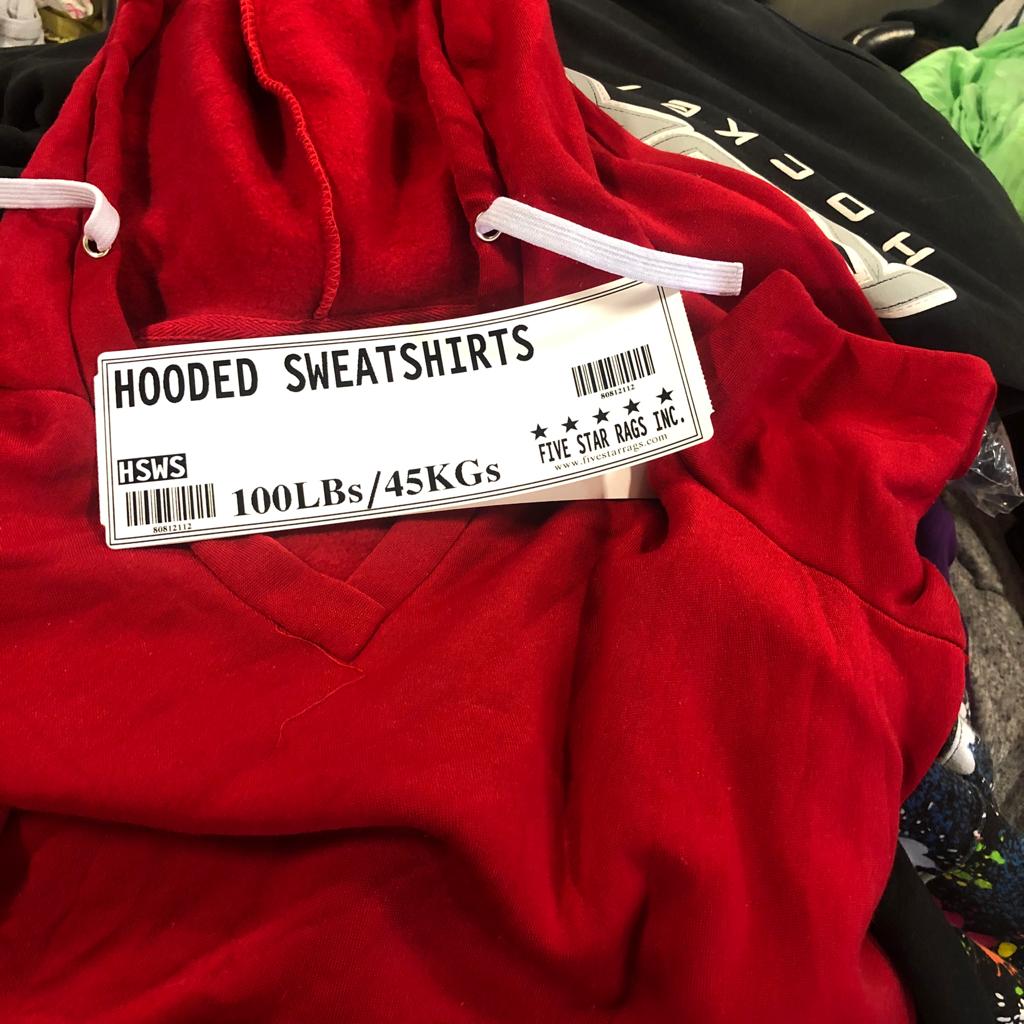 HOODED SWEATSHIRTS
80812112
★ ★ ★ ★ ★
FIVE STAR RAGS INC.
www.fivestarrags.com
HSWS
80812112
100LBs/45KGs